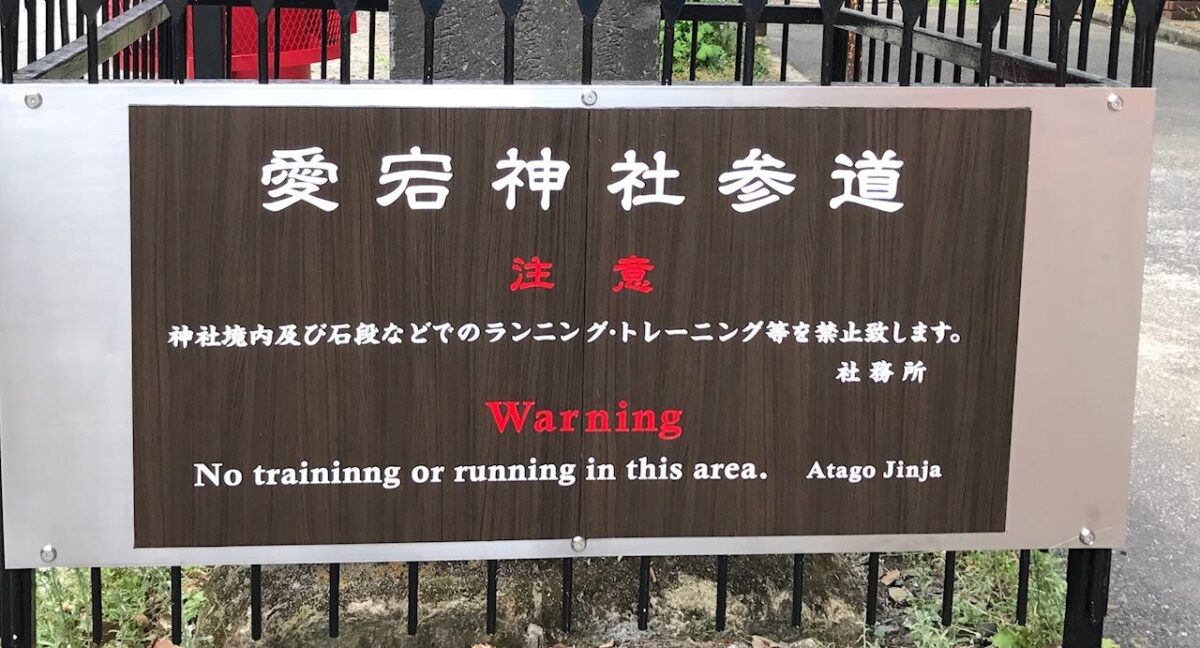 愛宕神社参道
注意
神社境内及び石段などでのランニング・トレーニング等を禁止致します。
社務所
Warning
No traininng or running in this area. Atago Jinja